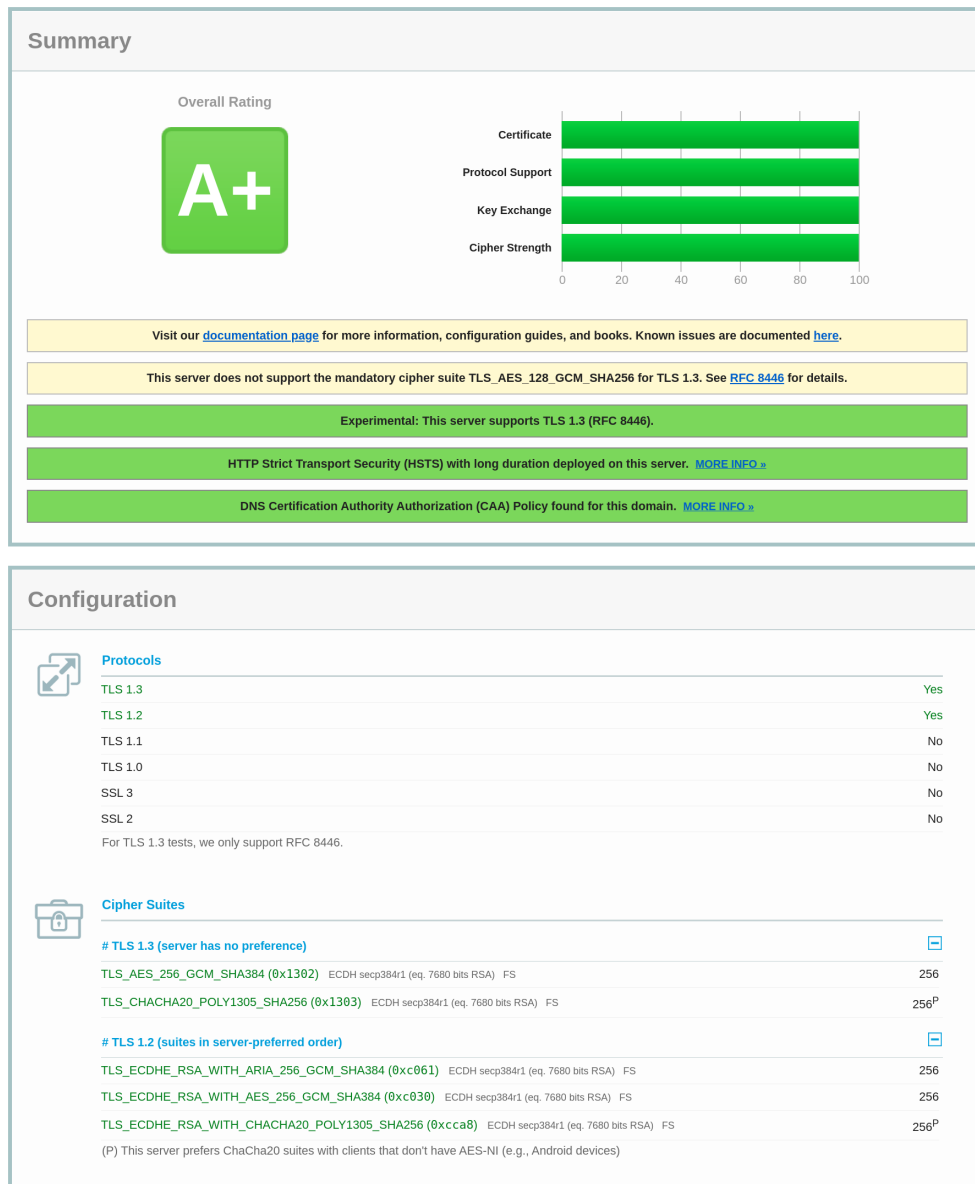 Summary
Overall Rating
A+
Certificate
Protocol Support
Key Exchange
Cipher Strength
0 20 40 60 80 100
Visit our documentation page for more information, configuration guides, and books. Known issues are documented here.
This server does not support the mandatory cipher suite TLS_AES_128_GCM_SHA256 for TLS 1.3. See RFC 8446 for details.
Experimental: This server supports TLS 1.3 (RFC 8446).
HTTP Strict Transport Security (HSTS) with long duration deployed on this server. MORE INFO »
DNS Certification Authority Authorization (CAA) Policy found for this domain. MORE INFO »
Configuration
Protocols
TLS 1.3 Yes
TLS 1.2 Yes
TLS 1.1 No
TLS 1.0 No
SSL 3 No
SSL 2 No
For TLS 1.3 tests, we only support RFC 8446.
Cipher Suites
# TLS 1.3 (server has no preference)
TLS_AES_256_GCM_SHA384 (0x1302) ECDH secp384r1 (eq. 7680 bits RSA) FS 256
TLS_CHACHA20_POLY1305_SHA256 (0x1303) ECDH secp384r1 (eq. 7680 bits RSA) FS 256P
# TLS 1.2 (suites in server-preferred order)
TLS_ECDHE_RSA_WITH_ARIA_256_GCM_SHA384 (0xc061) ECDH secp384r1 (eq. 7680 bits RSA) FS 256
TLS_ECDHE_RSA_WITH_AES_256_GCM_SHA384 (0xc030) ECDH secp384r1 (eq. 7680 bits RSA) FS 256
TLS_ECDHE_RSA_WITH_CHACHA20_POLY1305_SHA256 (0xcca8) ECDH secp384r1 (eq. 7680 bits RSA) FS 256P
(P) This server prefers ChaCha20 suites with clients that don't have AES-NI (e.g., Android devices)